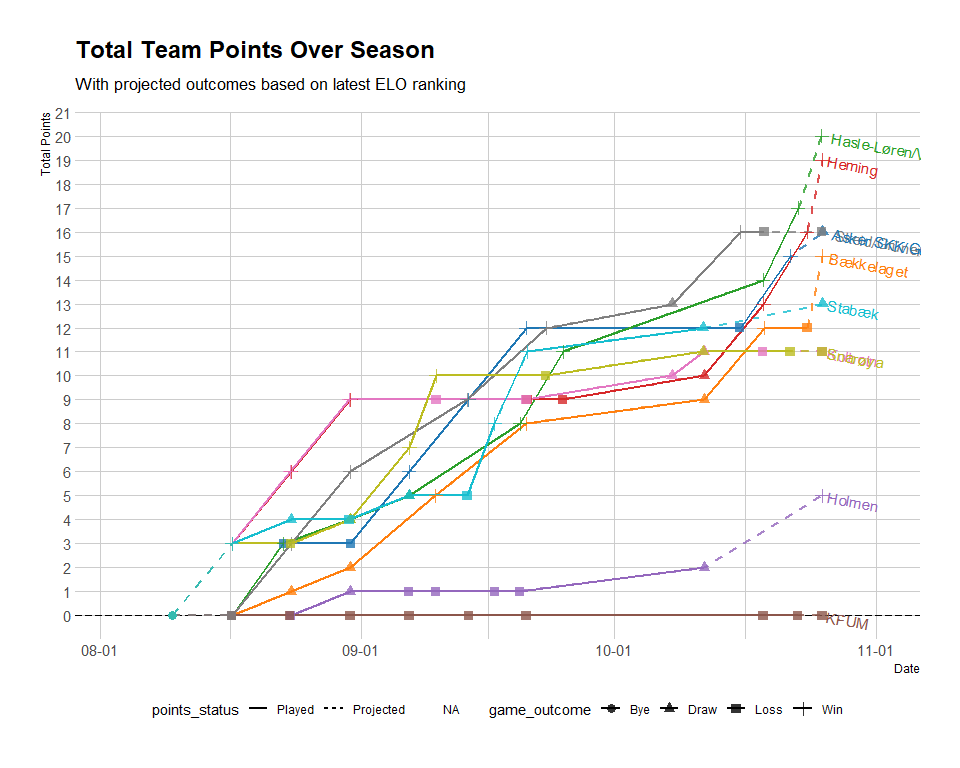 Total Team Points Over Season
With projected outcomes based on latest ELO ranking
Total Points
21
20
19
18
17
16
15
14
13
12
11
10
9
8
7
6
5
4
3
2
1
0
Hasle-Løren/
Heming
Bækkelaget
Stabæk
Holmen
KFUM
08-01
09-01
10-01
11-01
Date
points_status
Played
Projected
NA
game_outcome
Bye
Draw
Loss
Win